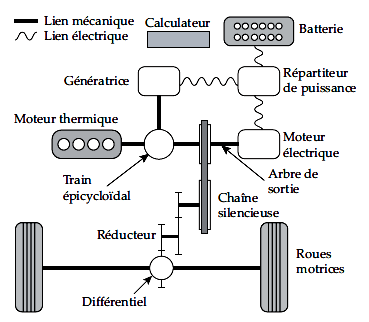 Lien mécanique
Lien électrique
Calculateur
Batterie
Génératrice
Répartiteur
de puissance
Moteur thermique
Moteur
électrique
Train
épicycloïdal
Arbre de
sortie
Chaîne
silencieuse
Réducteur
Roues
motrices
Différentiel